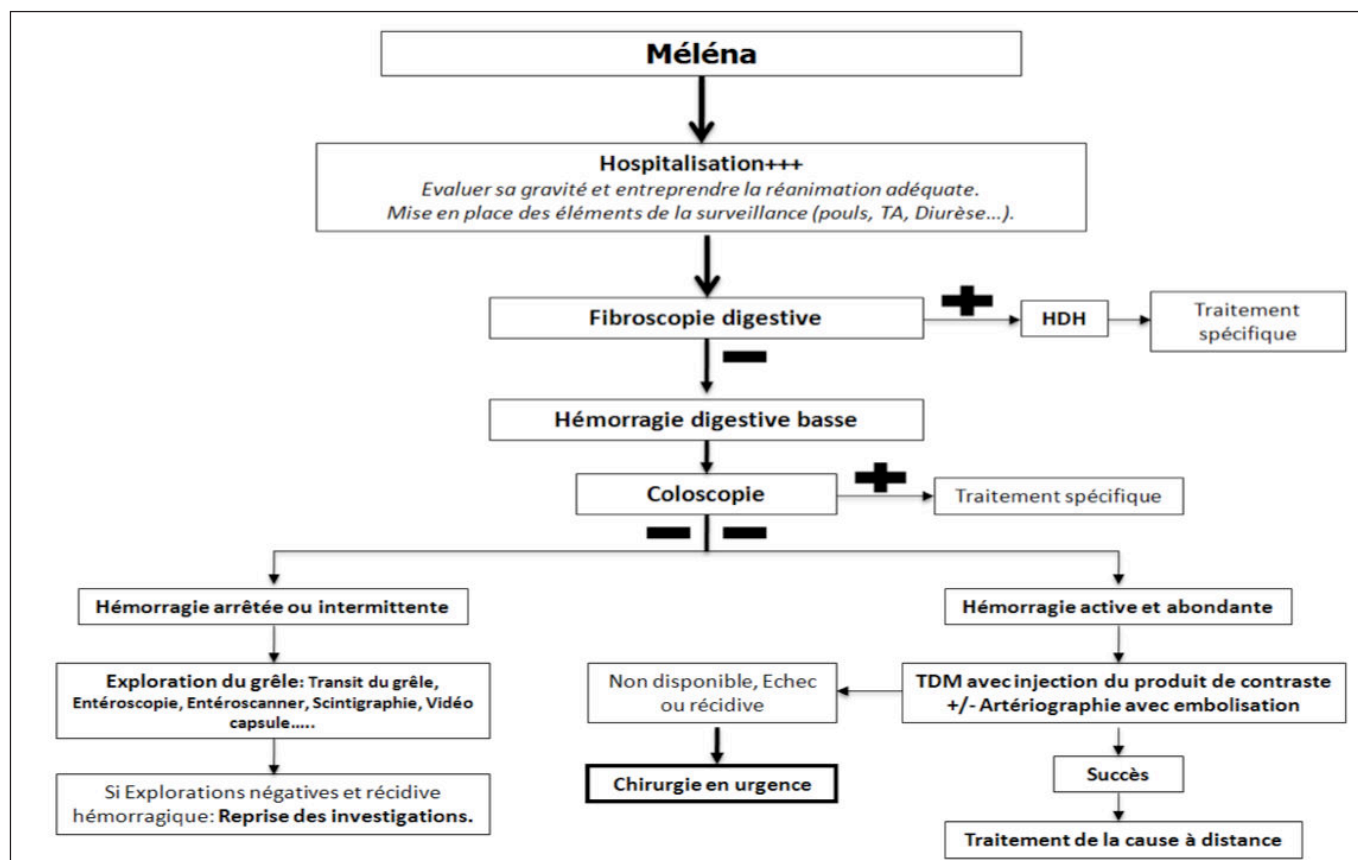 Méléna
Hospitalisation+++
Evaluer sa gravité et entreprendre la réanimation adéquate.
Mise en place des éléments de la surveillance (pouls, TA, Diurèse…).
Fibroscopie digestive
HDH
Traitement
spécifique
Hémorragie digestive basse
Coloscopie
Traitement spécifique
Hémorragie arrêtée ou intermittente
Exploration du grêle: Transit du grêle,
Entéroscopie, Entéroscanner, Scintigraphie, Vidéo
capsule…..
Si Explorations négatives et récidive
hémorragique: Reprise des investigations.
Hémorragie active et abondante
TDM avec injection du produit de contraste
+/- Artériographie avec embolisation
Non disponible, Echec
ou récidive
Chirurgie en urgence
Succès
Traitement de la cause à distance